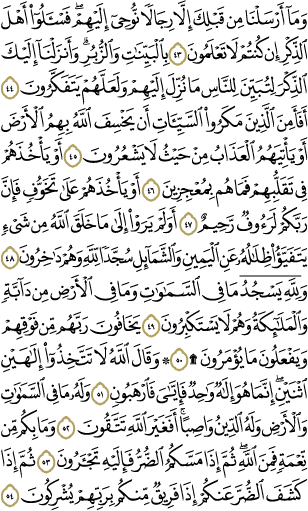 وَمَآ أَرْسَلْنَا مِن قَبْلِكَ إِلَّا رِجَالًا نُّوحِىٓ إِلَيْهِمْ ۚ فَسْـَٔلُوٓا۟ أَهْلَ
ٱلذِّكْرِ إِن كُنتُمْ لَا تَعْلَمُونَ ٤٣ بِٱلْبَيِّنَـٰتِ وَٱلزُّبُرِ ۗ وَأَنزَلْنَآ إِلَيْكَ
ٱلذِّكْرَ لِتُبَيِّنَ لِلنَّاسِ مَا نُزِّلَ إِلَيْهِمْ وَلَعَلَّهُمْ يَتَفَكَّرُونَ ٤٤
أَفَأَمِنَ ٱلَّذِينَ مَكَرُوا۟ ٱلسَّيِّـَٔاتِ أَن يَخْسِفَ ٱللَّهُ بِهِمُ ٱلْأَرْضَ
أَوْ يَأْتِيَهُمُ ٱلْعَذَابُ مِنْ حَيْثُ لَا يَشْعُرُونَ ٤٥ أَوْ يَأْخُذَهُمْ
فِى تَقَلُّبِهِمْ فَمَا هُم بِمُعْجِزِينَ ٤٦ أَوْ يَأْخُذَهُمْ عَلَىٰ تَخَوُّفٍ فَإِنَّ
رَبَّكُمْ لَرَءُوفٌ رَّحِيمٌ ٤٧ أَوَلَمْ يَرَوْا۟ إِلَىٰ مَا خَلَقَ ٱللَّهُ مِن شَىْءٍ
يَتَفَيَّؤُا۟ ظِلَـٰلُهُۥ عَنِ ٱلْيَمِينِ وَٱلشَّمَآئِلِ سُجَّدًا لِّلَّهِ وَهُمْ دَٰخِرُونَ ٤٨
وَلِلَّهِ يَسْجُدُ مَا فِى ٱلسَّمَـٰوَٰتِ وَمَا فِى ٱلْأَرْضِ مِن دَآبَّةٍ
وَٱلْمَلَـٰٓئِكَةُ وَهُمْ لَا يَسْتَكْبِرُونَ ٤٩ يَخَافُونَ رَبَّهُم مِّن فَوْقِهِمْ
وَيَفْعَلُونَ مَا يُؤْمَرُونَ ۩ ٥٠ ۞ وَقَالَ ٱللَّهُ لَا تَتَّخِذُوٓا۟ إِلَـٰهَيْنِ
ٱثْنَيْنِ ۖ إِنَّمَا هُوَ إِلَـٰهٌ وَٰحِدٌ ۖ فَإِيَّـٰىَ فَٱرْهَبُونِ ٥١ وَلَهُۥ مَا فِى ٱلسَّمَـٰوَٰتِ
وَٱلْأَرْضِ وَلَهُ ٱلدِّينُ وَاصِبًا ۚ أَفَغَيْرَ ٱللَّهِ تَتَّقُونَ ٥٢ وَمَا بِكُم مِّن
نِّعْمَةٍ فَمِنَ ٱللَّهِ ۖ ثُمَّ إِذَا مَسَّكُمُ ٱلضُّرُّ فَإِلَيْهِ تَجْـَٔرُونَ ٥٣ ثُمَّ إِذَا
كَشَفَ ٱلضُّرَّ عَنكُمْ إِذَا فَرِيقٌ مِّنكُم بِرَبِّهِمْ يُشْرِكُونَ ٥٤